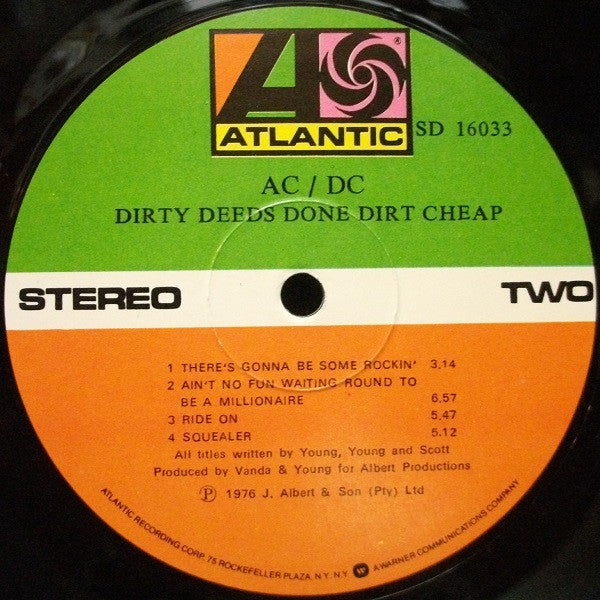 ATLANTIC ®
SD 16033
AC / DC
DIRTY DEEDS DONE DIRT CHEAP
STEREO
TWO
1 THERE'S GONNA BE SOME ROCKIN' 3.14
2 AIN'T NO FUN WAITING ROUND TO
BE A MILLIONAIRE 6.57
3 RIDE ON 5.47
4 SQUEALER 5.12
All titles written by Young, Young and Scott
Produced by Vanda & Young for Albert Productions
Ⓟ 1976 J. Albert & Son (Pty) Ltd
ATLANTIC RECORDING CORP. 75 ROCKEFELLER PLAZA, N.Y. N.Y. A WARNER COMMUNICATIONS COMPANY